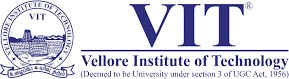 VELLORE INSTITUTE OF TECHNOLOGY
VIT
VIT®
Vellore Institute of Technology
(Deemed to be University under section 3 of UGC Act, 1956)